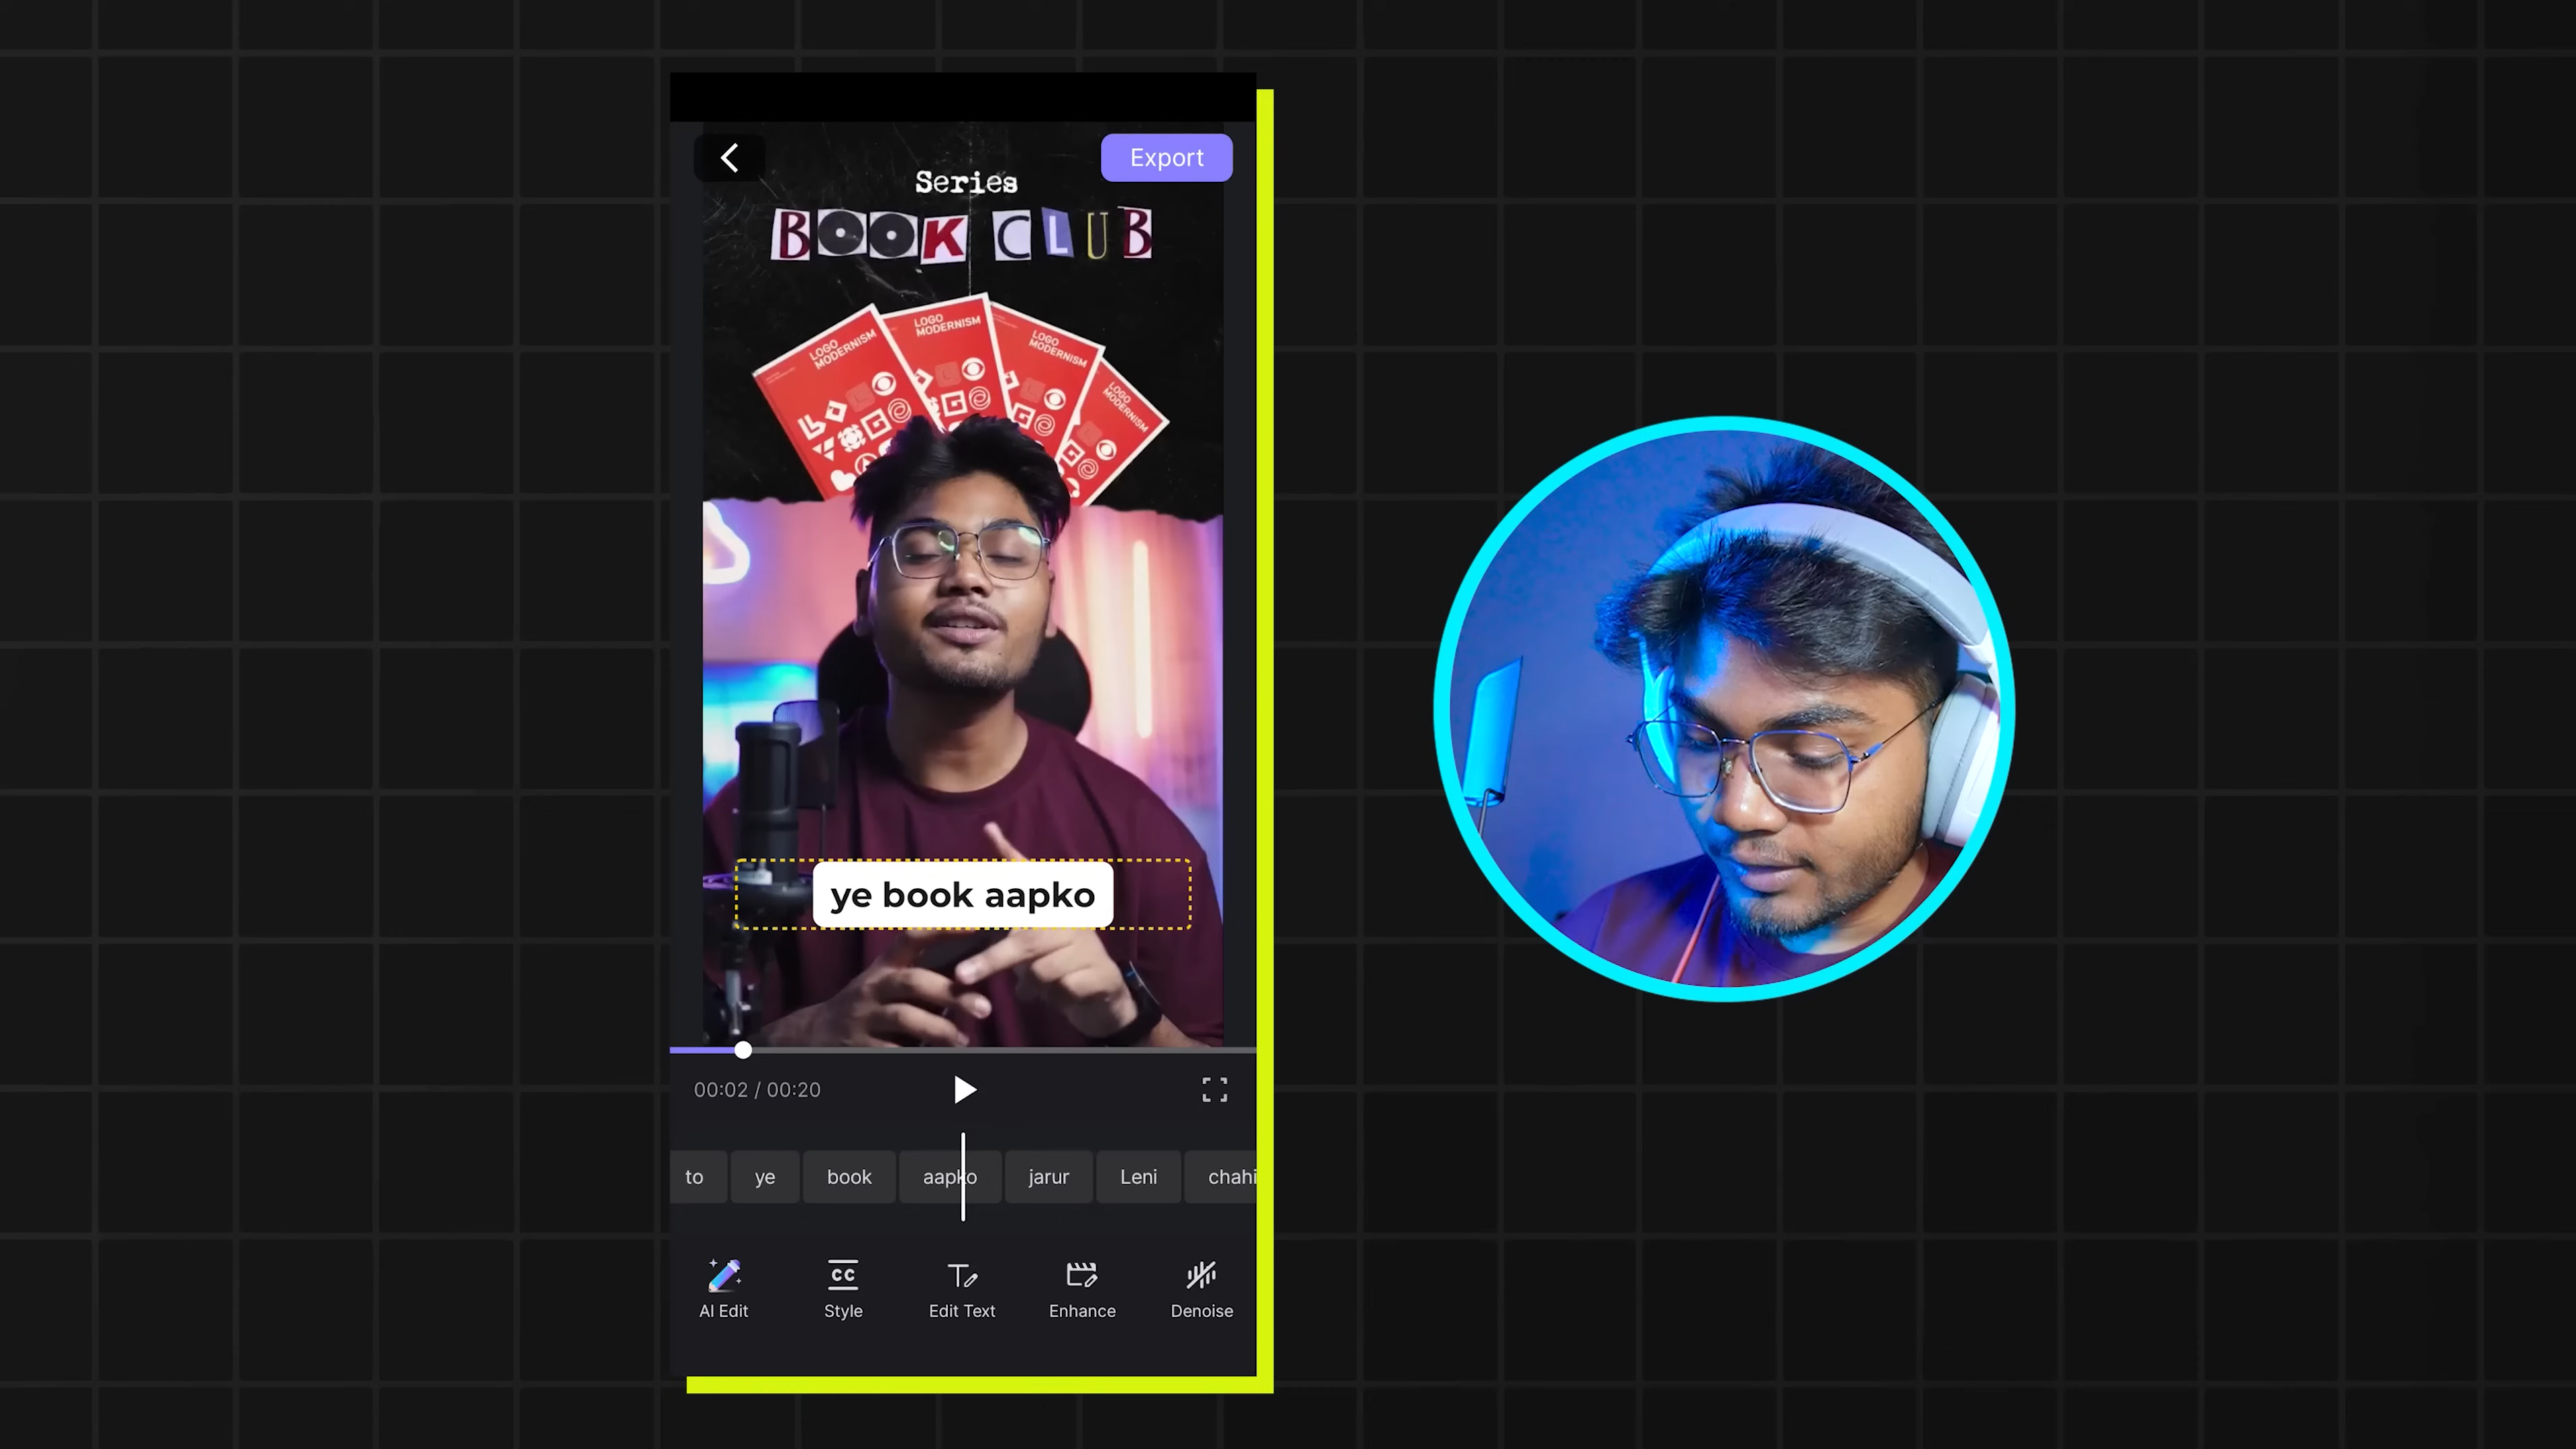 Export
Series
BOOK CLUB
LOGO
MODERNISM
LOGO
MODERNISM
LOGO
MODERNISM
LOGO
MODERNISM
ye book aapko
00:02 / 00:20
to ye book aapko jarur Leni chahi
CC
AI Edit Style Edit Text Enhance Denoise